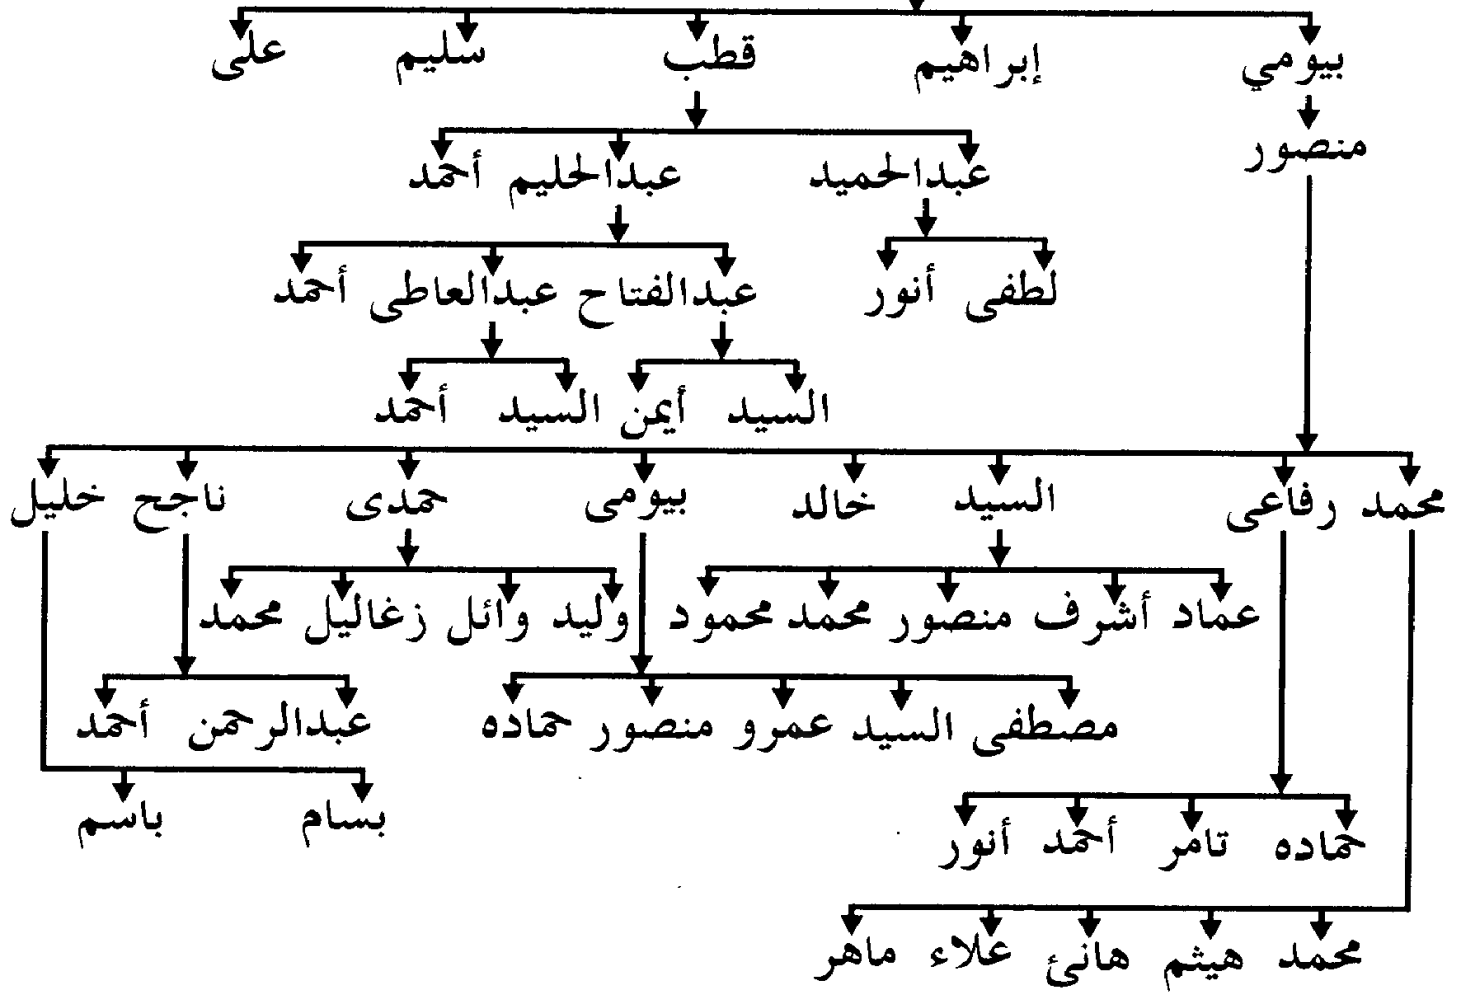 بيومي إبراهيم قطب سليم على
منصور
عبدالحميد عبدالحليم أحمد
لطفى أنور عبدالفتاح عبدالعاطى أحمد
السيد أيمن السيد أحمد
محمد رفاعى السيد خالد بيومى حمدى ناجح خليل
عماد أشرف منصور محمد محمود وليد وائل زغاليل محمد
مصطفى السيد عمرو منصور حماده عبدالرحمن أحمد
حماده تامر أحمد أنور بسام باسم
محمد هيثم هانئ علاء ماهر